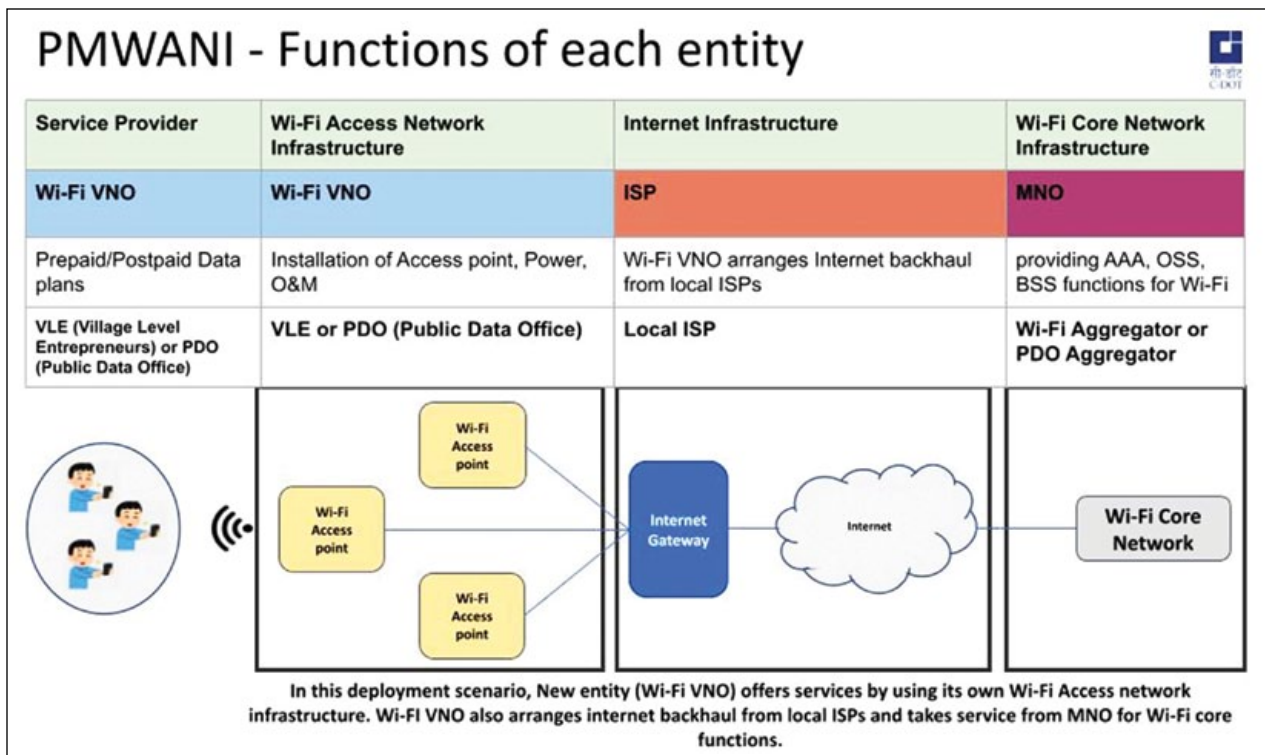 PMWANI - Functions of each entity
सी-डॉट
C-DOT
Service Provider
Wi-Fi Access Network
Infrastructure
Internet Infrastructure
Wi-Fi Core Network
Infrastructure
Wi-Fi VNO
Wi-Fi VNO
ISP
MNO
Prepaid/Postpaid Data
plans
Installation of Access point, Power,
O&M
Wi-Fi VNO arranges Internet backhaul
from local ISPs
providing AAA, OSS,
BSS functions for Wi-Fi
VLE (Village Level
Entrepreneurs) or PDO
(Public Data Office)
VLE or PDO (Public Data Office)
Local ISP
Wi-Fi Aggregator or
PDO Aggregator
Wi-Fi
Access
point
Wi-Fi
Access
point
Wi-Fi
Access
point
Internet
Gateway
Internet
Wi-Fi Core
Network
In this deployment scenario, New entity (Wi-Fi VNO) offers services by using its own Wi-Fi Access network
infrastructure. Wi-FI VNO also arranges internet backhaul from local ISPs and takes service from MNO for Wi-Fi core
functions.